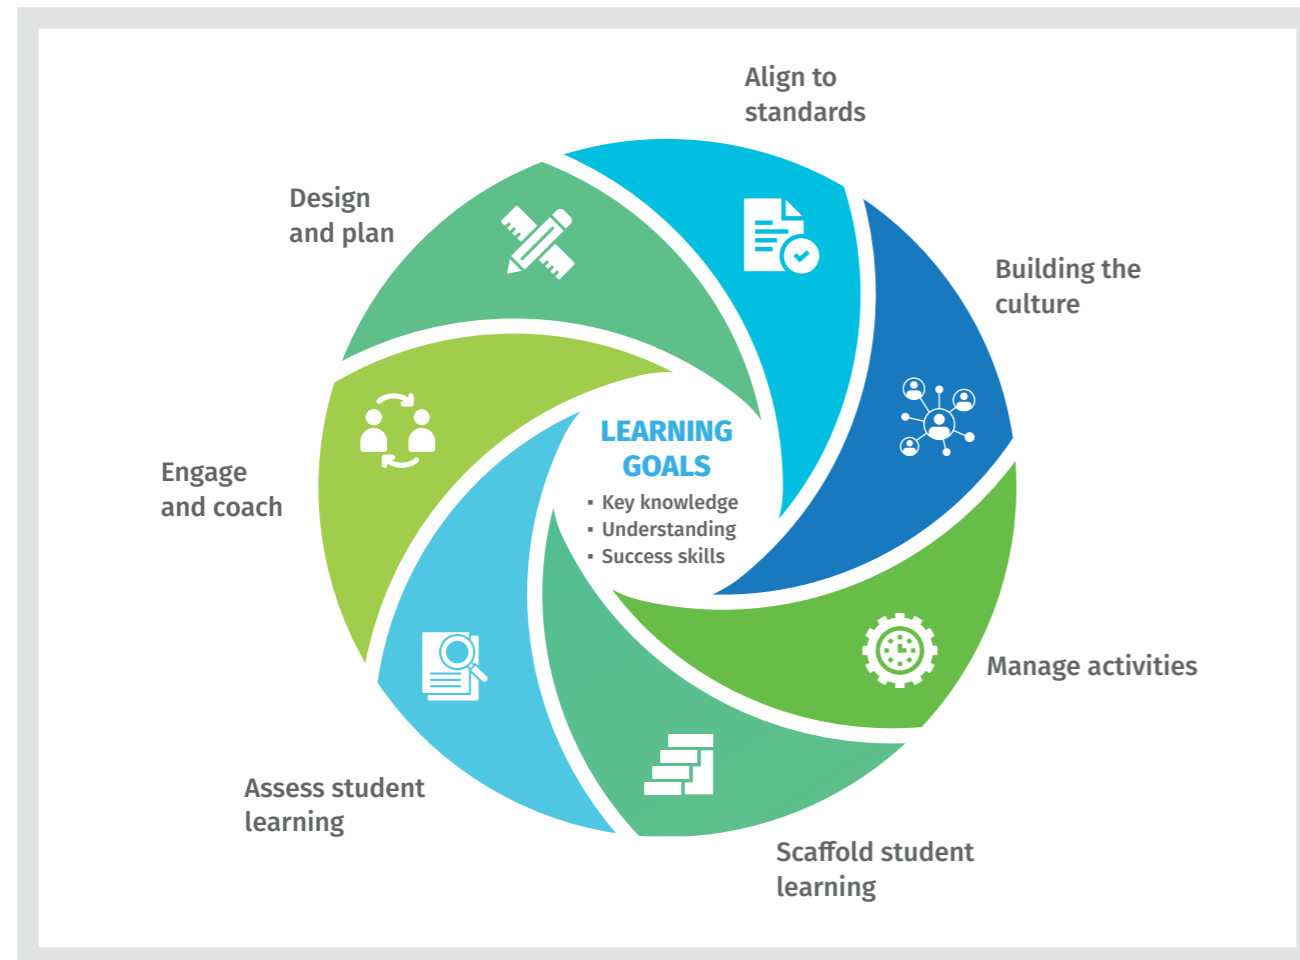 Align to
standards
Design
and plan
Building the
culture
LEARNING
GOALS
▪ Key knowledge
▪ Understanding
▪ Success skills
Engage
and coach
Manage activities
Assess student
learning
Scaffold student
learning